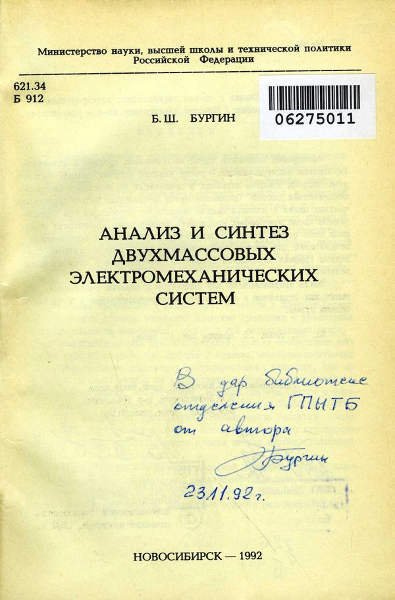 Министерство науки, высшей школы и технической политики
Российской Федерации
621.34
Б 912
Б. Ш. БУРГИН
06275011
АНАЛИЗ И СИНТЕЗ
ДВУХМАССОВЫХ
ЭЛЕКТРОМЕХАНИЧЕСКИХ
СИСТЕМ
В дар библиотеке
отделения ГПНТБ
от автора
Бургин
23.11.92 г.
НОВОСИБИРСК — 1992